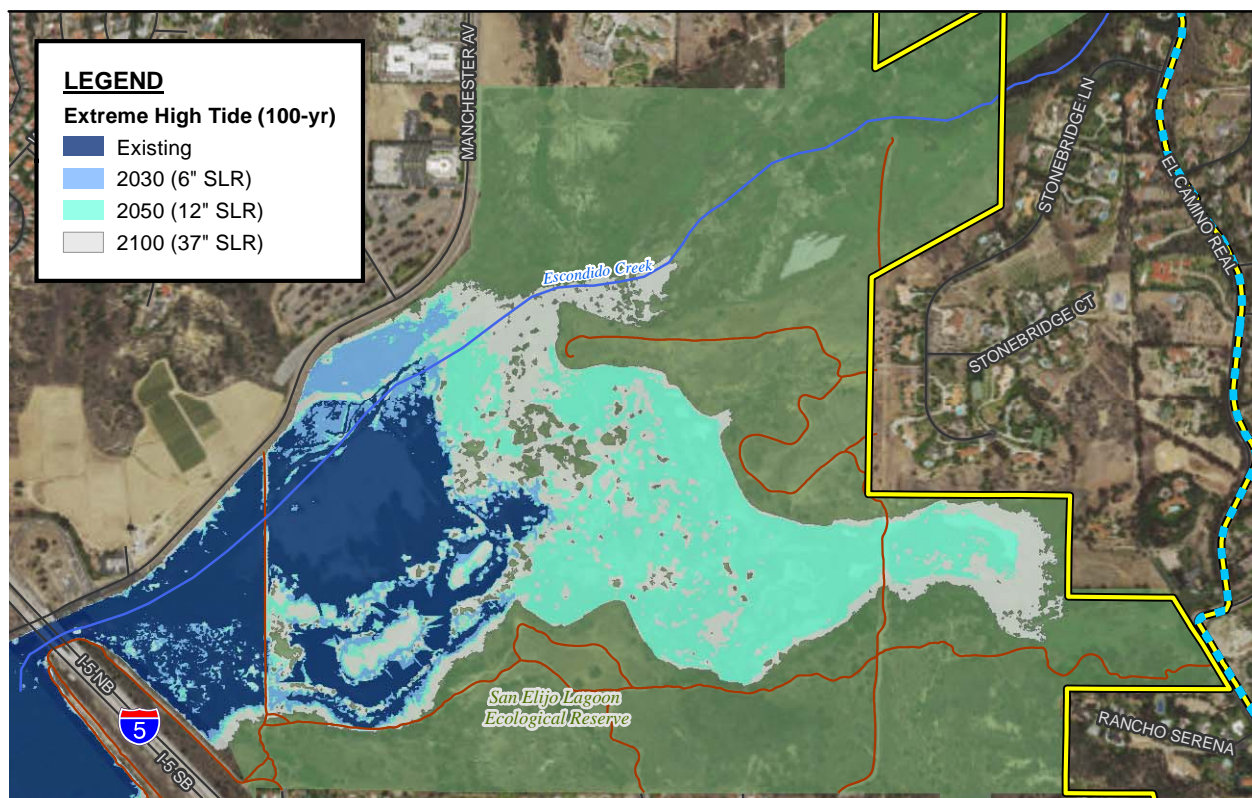 LEGEND
Extreme High Tide (100-yr)
Existing
2030 (6" SLR)
2050 (12" SLR)
2100 (37" SLR)
MANCHESTER AV
STONEBRIDGE LN
EL CAMINO REAL
Escondido Creek
STONEBRIDGE CT
San Elijo Lagoon
Ecological Reserve
I-5 NB
5
I-5 SB
RANCHO SERENA